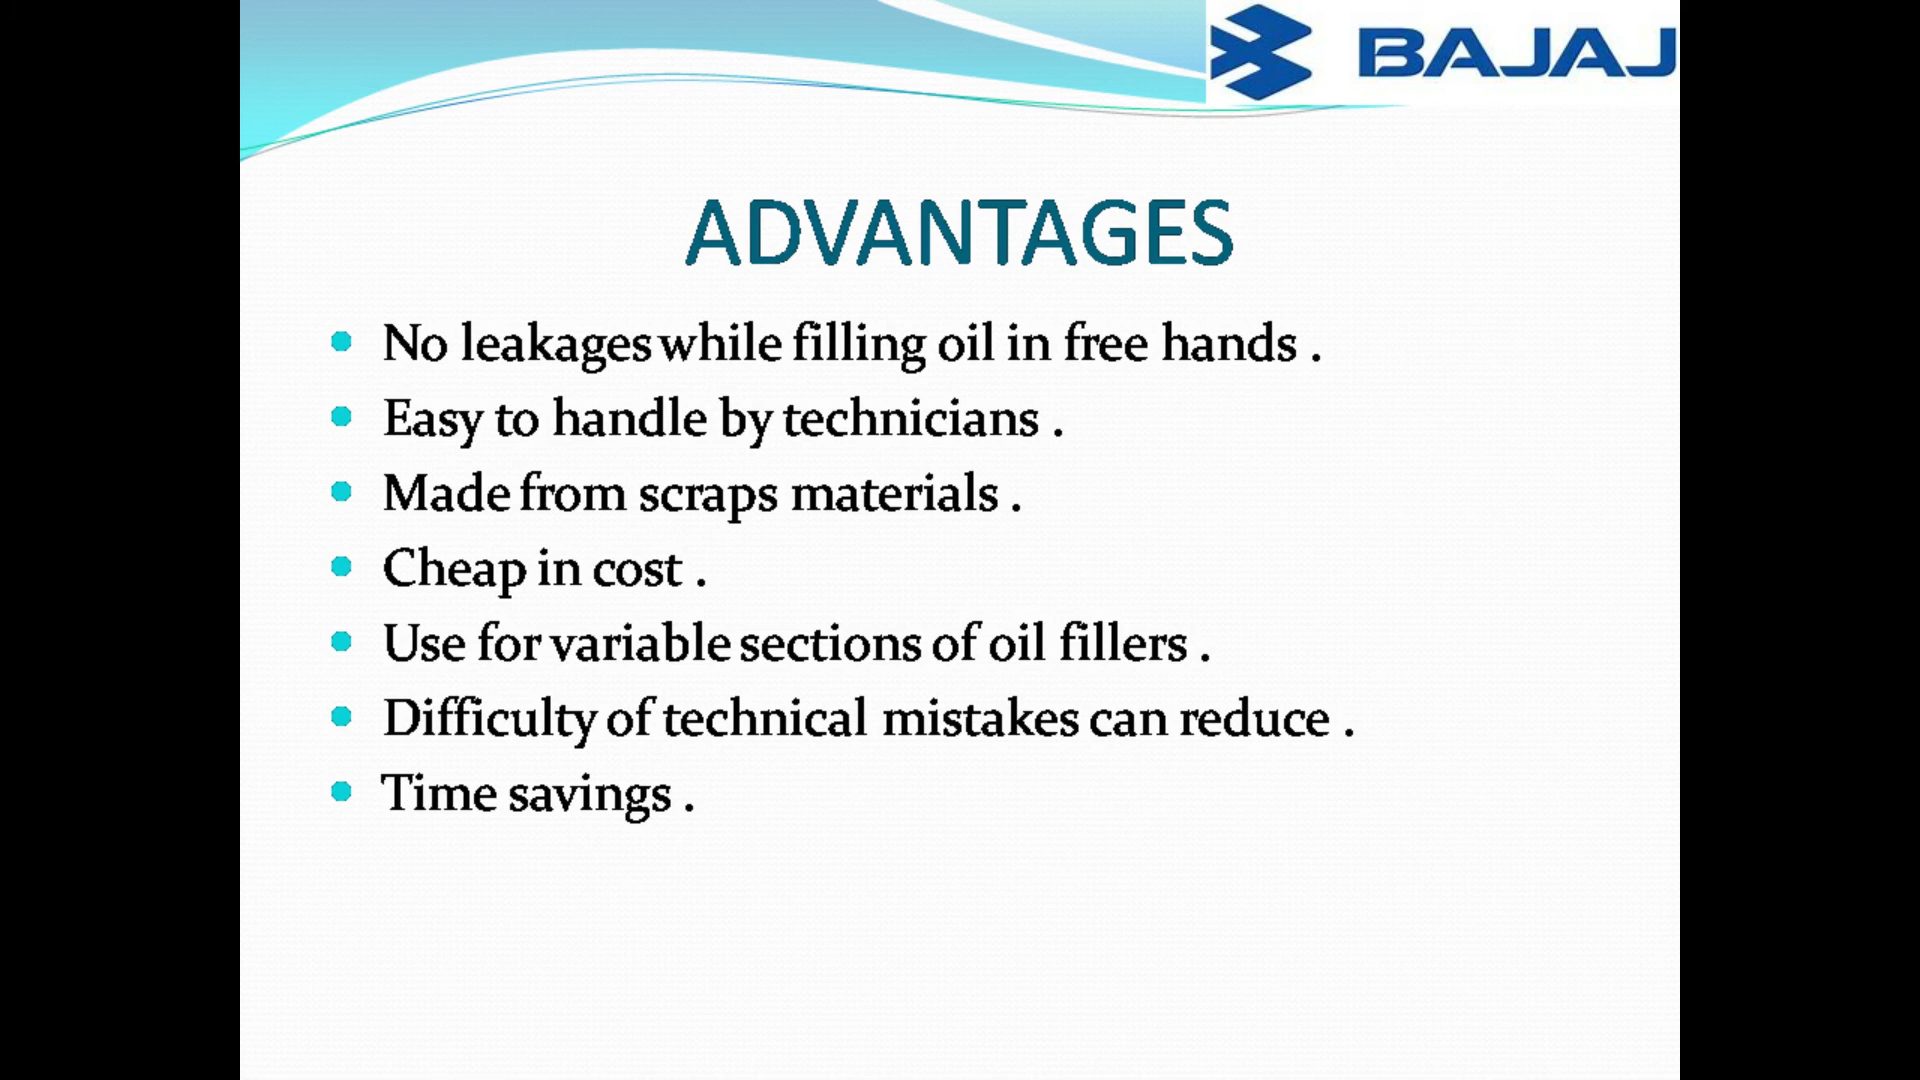 BAJAJ
ADVANTAGES
No leakages while filling oil in free hands .
Easy to handle by technicians .
Made from scraps materials .
Cheap in cost .
Use for variable sections of oil fillers .
Difficulty of technical mistakes can reduce .
Time savings .